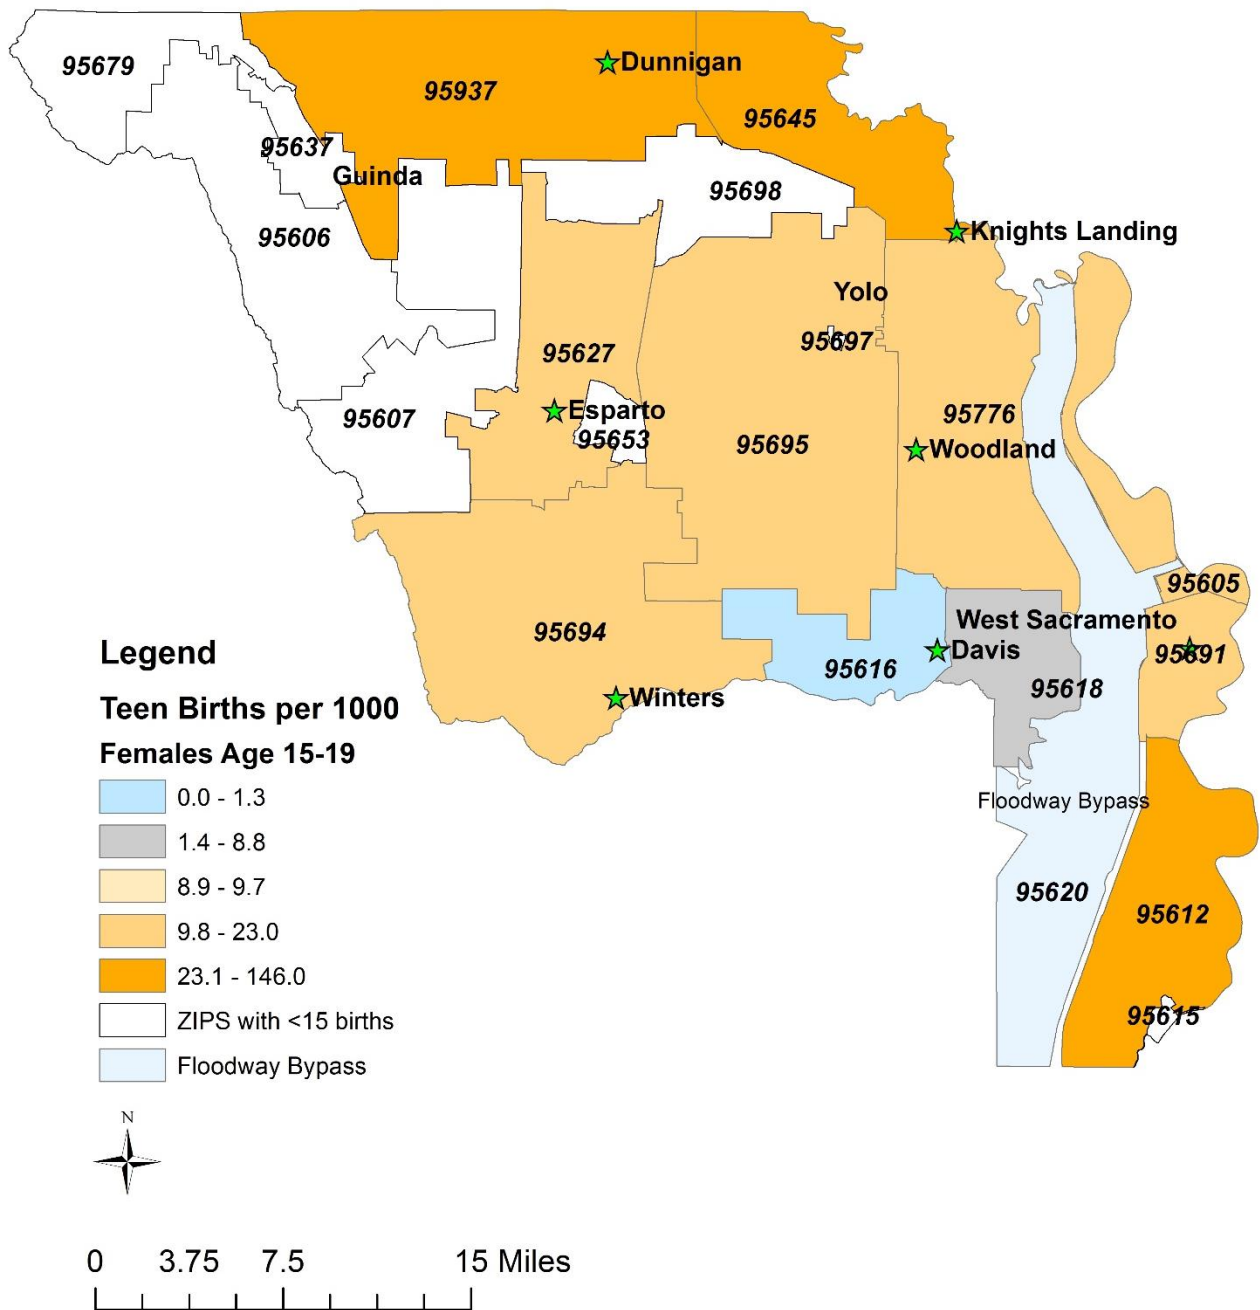 95679
Dunnigan
95937
95645
95637
Guinda
95698
95606
Knights Landing
Yolo
95697
95627
Esparto
95607
95653
95695
95776
Woodland
95605
West Sacramento
95694
Davis
95691
95616
95618
Winters
Floodway Bypass
95620
95612
95615
Legend
Teen Births per 1000
Females Age 15-19
0.0 - 1.3
1.4 - 8.8
8.9 - 9.7
9.8 - 23.0
23.1 - 146.0
ZIPS with <15 births
Floodway Bypass
N
0 3.75 7.5 15 Miles